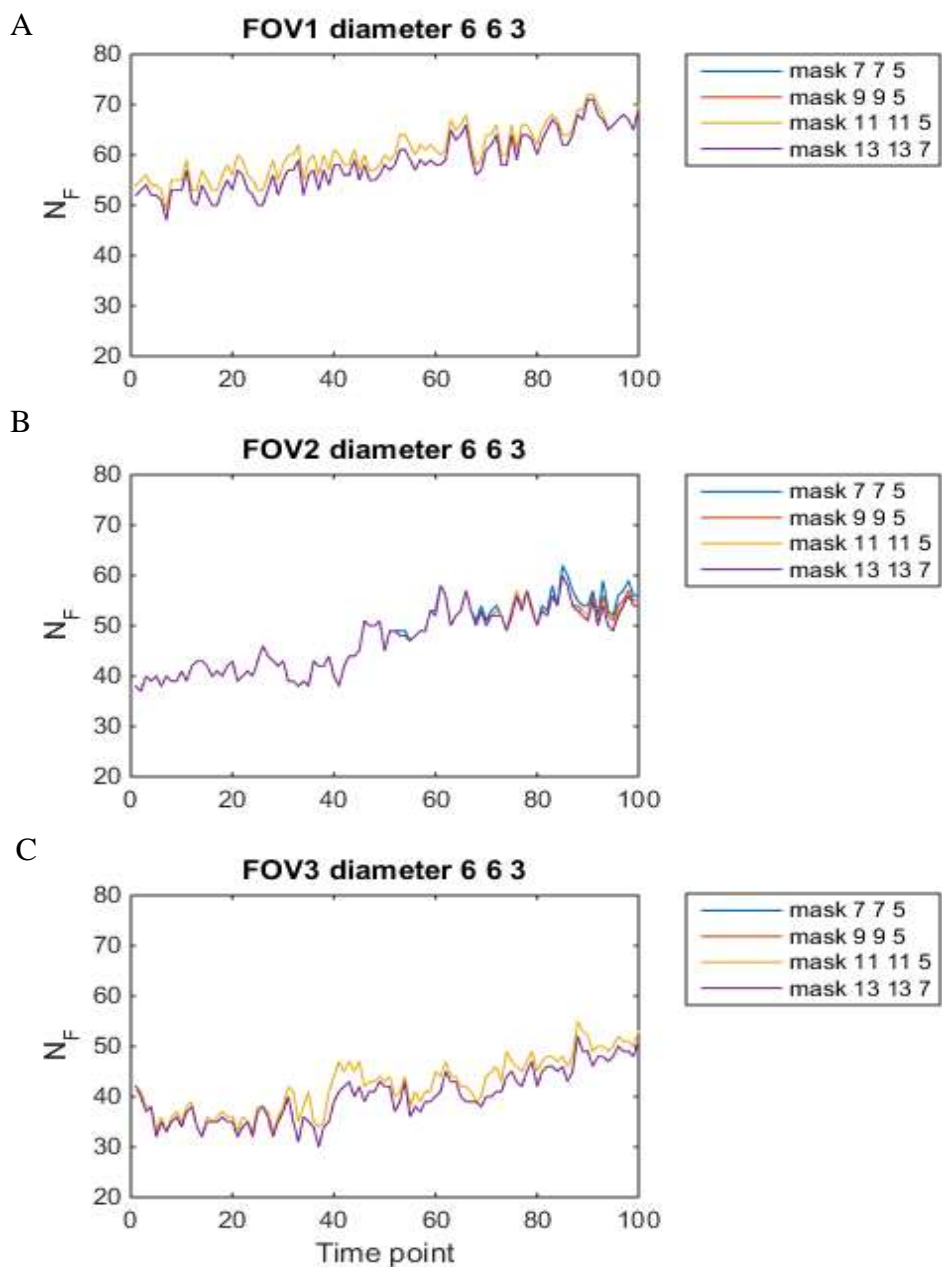 A
FOV1 diameter 6 6 3
80
70
60
50
40
30
20
N_F
0 20 40 60 80 100
mask 7 7 5
mask 9 9 5
mask 11 11 5
mask 13 13 7
B
FOV2 diameter 6 6 3
80
70
60
50
40
30
20
N_F
0 20 40 60 80 100
mask 7 7 5
mask 9 9 5
mask 11 11 5
mask 13 13 7
C
FOV3 diameter 6 6 3
80
70
60
50
40
30
20
N_F
0 20 40 60 80 100
Time point
mask 7 7 5
mask 9 9 5
mask 11 11 5
mask 13 13 7